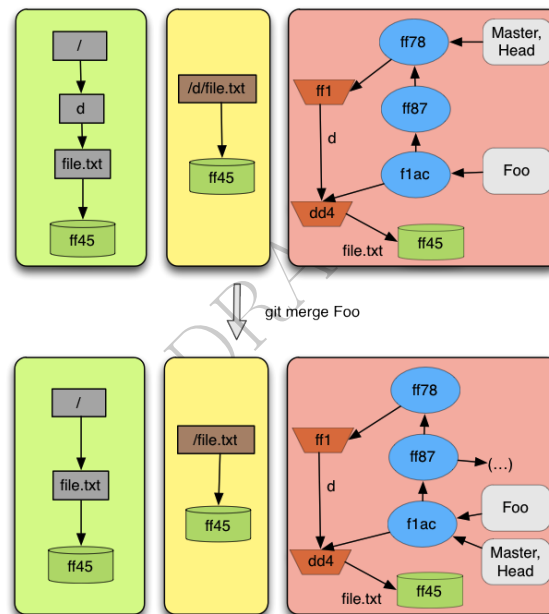 /
d
file.txt
ff45
/d/file.txt
ff45
ff78
Master,
Head
ff1
ff87
d
f1ac
Foo
dd4
file.txt
ff45
DRA
git merge Foo
/
file.txt
ff45
/file.txt
ff45
ff78
ff1
ff87
(...)
d
Foo
f1ac
Master,
Head
dd4
file.txt
ff45